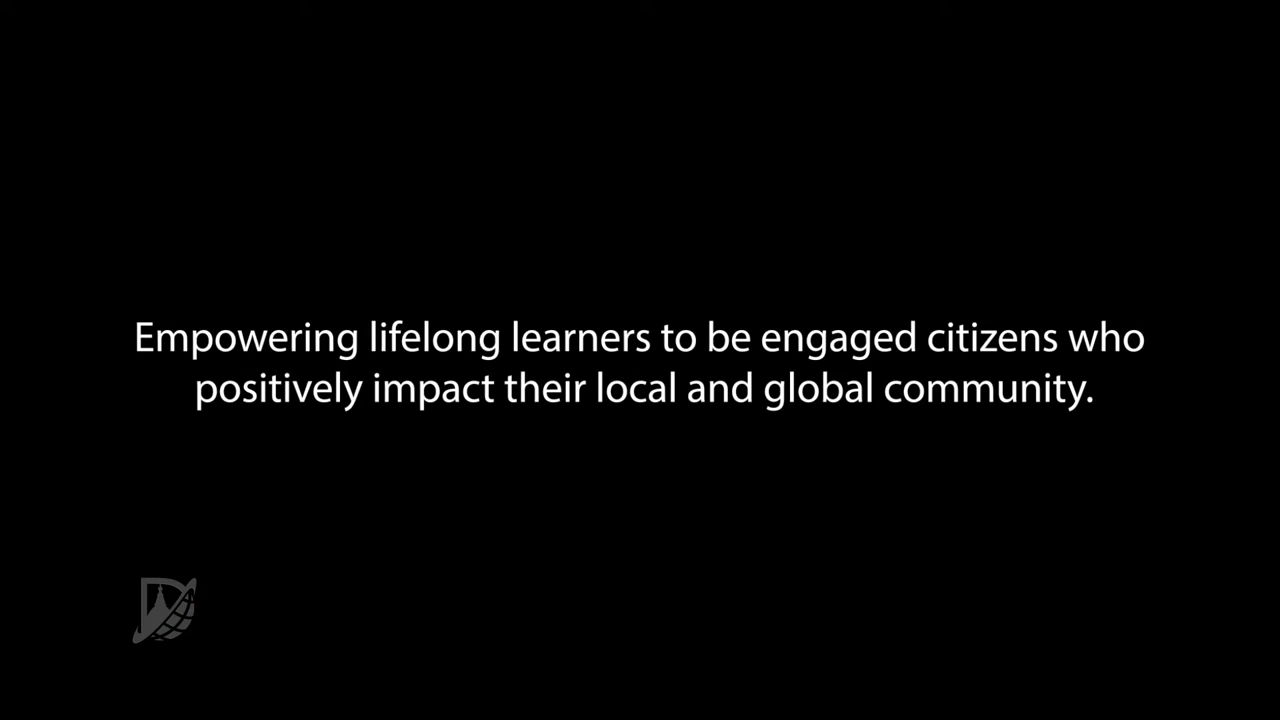 Empowering lifelong learners to be engaged citizens who
positively impact their local and global community.